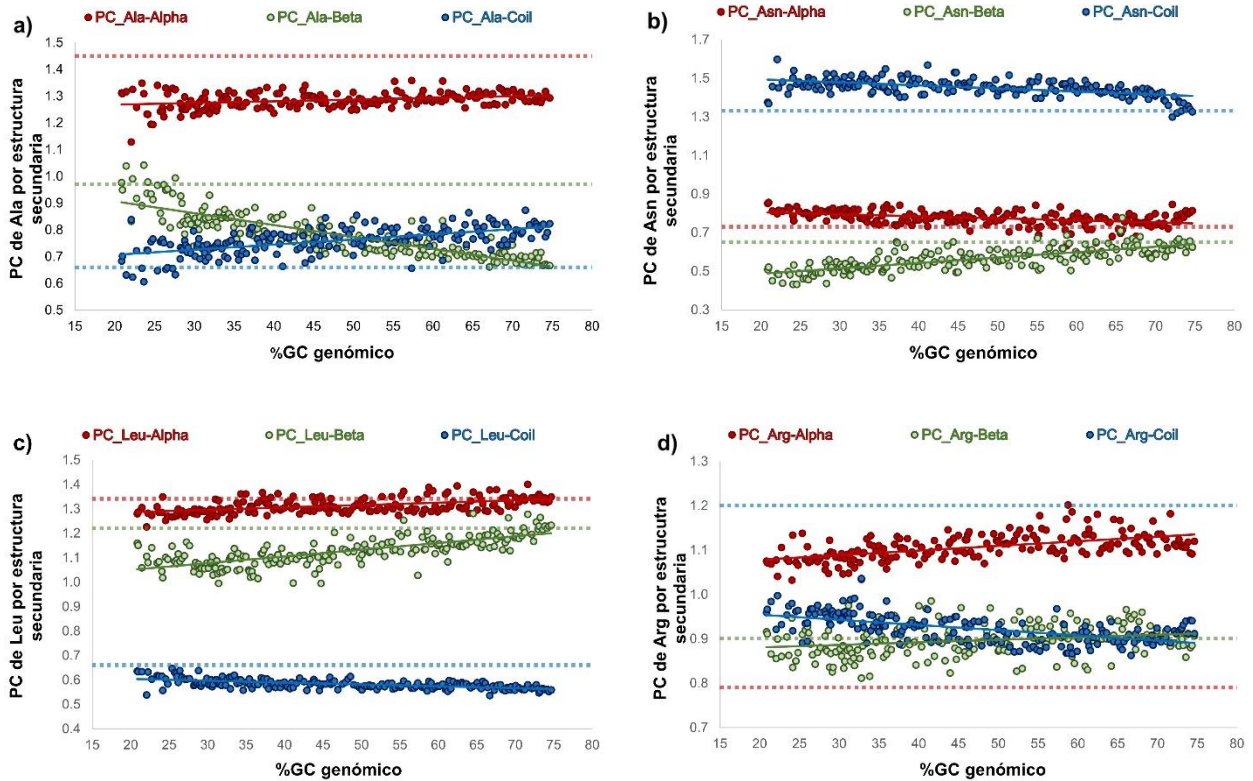 a)
PC_Ala-Alpha PC_Ala-Beta PC_Ala-Coil
PC de Ala por estructura
secundaria
1.5
1.4
1.3
1.2
1.1
1.0
0.9
0.8
0.7
0.6
0.5
15 20 25 30 35 40 45 50 55 60 65 70 75 80
%GC genómico
b)
PC_Asn-Alpha PC_Asn-Beta PC_Asn-Coil
PC de Asn por estructura
secundaria
1.7
1.5
1.3
1.1
0.9
0.7
0.5
0.3
15 20 25 30 35 40 45 50 55 60 65 70 75 80
%GC genómico
c)
PC_Leu-Alpha PC_Leu-Beta PC_Leu-Coil
PC de Leu por estructura
secundaria
1.5
1.4
1.3
1.2
1.1
1.0
0.9
0.8
0.7
0.6
0.5
0.4
15 20 25 30 35 40 45 50 55 60 65 70 75 80
%GC genómico
d)
PC_Arg-Alpha PC_Arg-Beta PC_Arg-Coil
PC de Arg por estrucutra
secundaria
1.3
1.2
1.1
1.0
0.9
0.8
0.7
15 20 25 30 35 40 45 50 55 60 65 70 75 80
%GC genómico